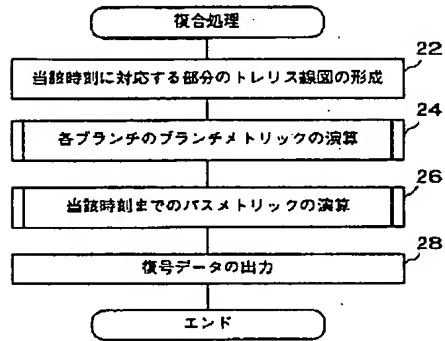 復合処理
22
当該時刻に対応する部分のトレリス線図の形成
24
各ブランチのブランチメトリックの演算
26
当該時刻までのパスメトリックの演算
28
復号データの出力
エンド